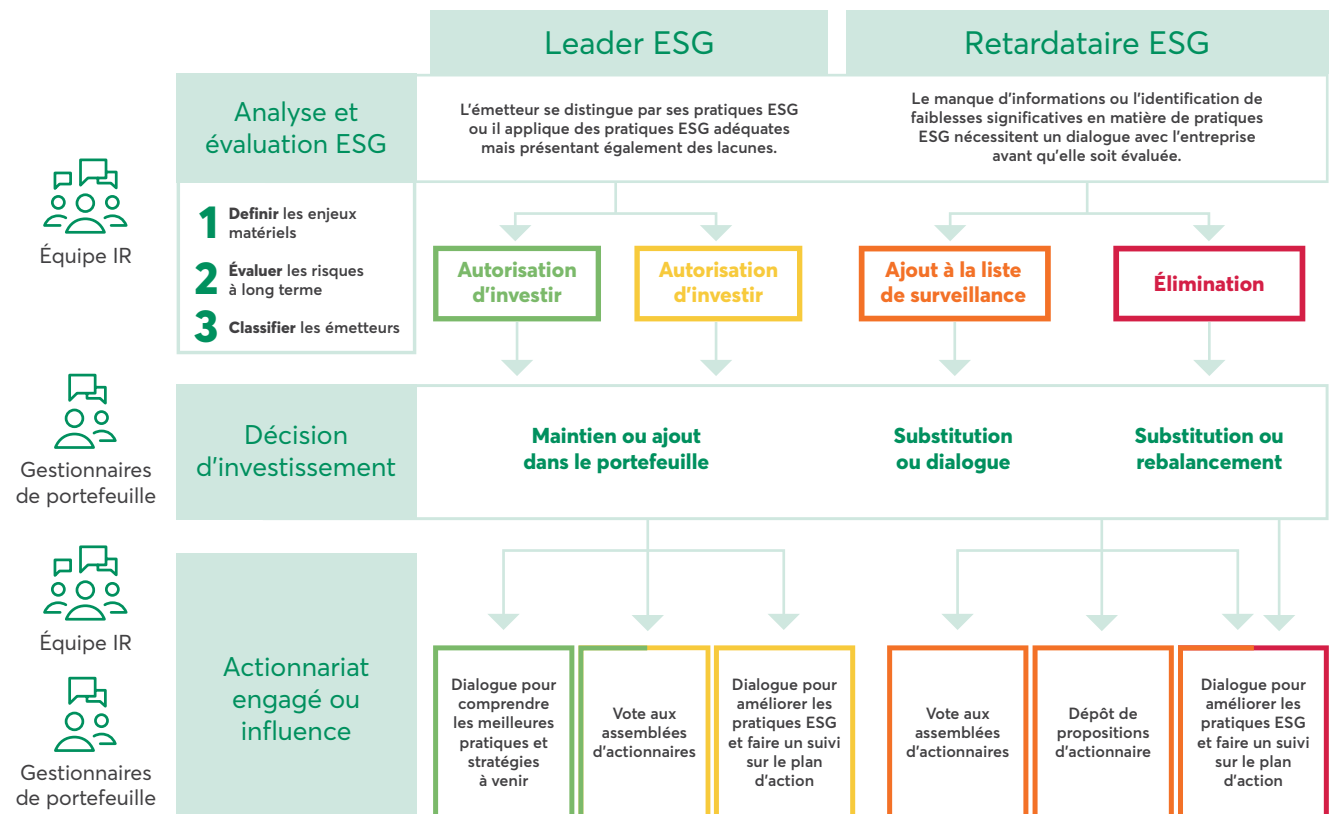 Leader ESG
Retardataire ESG
Analyse et
évaluation ESG
L'émetteur se distingue par ses pratiques ESG
ou il applique des pratiques ESG adéquates
mais présentant également des lacunes.
Le manque d'informations ou l'identification de
faiblesses significatives en matière de pratiques
ESG nécessitent un dialogue avec l'entreprise
avant qu'elle soit évaluée.
Équipe IR
1 Definir les enjeux
matériels
2 Évaluer les risques
à long terme
3 Classifier les émetteurs
Autorisation
d'investir
Autorisation
d'investir
Ajout à la liste
de surveillance
Élimination
Gestionnaires
de portefeuille
Décision
d'investissement
Maintien ou ajout
dans le portefeuille
Substitution
ou dialogue
Substitution ou
rebalancement
Équipe IR
Gestionnaires
de portefeuille
Actionnariat
engagé ou
influence
Dialogue pour
comprendre
les meilleures
pratiques et
stratégies
à venir
Vote aux
assemblées
d'actionnaires
Dialogue pour
améliorer les
pratiques ESG
et faire un suivi
sur le plan
d'action
Vote aux
assemblées
d'actionnaires
Dépôt de
propositions
d'actionnaire
Dialogue pour
améliorer les
pratiques ESG
et faire un suivi
sur le plan
d'action